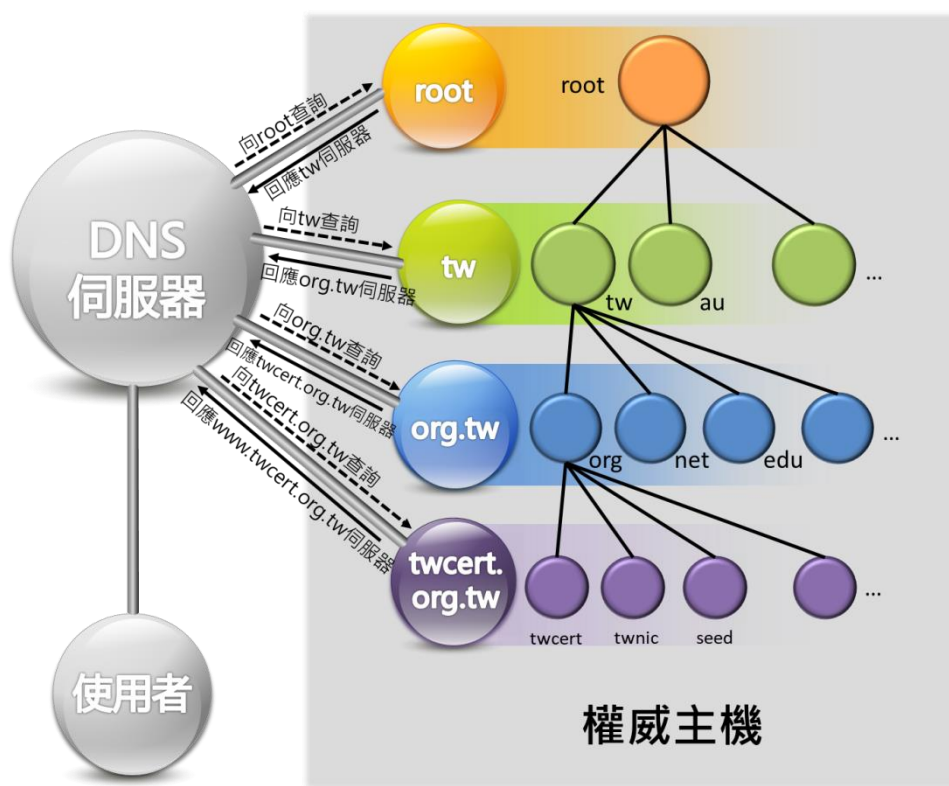 root
root
向root查詢
回應tw伺服器
DNS
伺服器
向tw查詢
回應org.tw伺服器
tw
tw
au
...
向org.tw查詢
回應twcert.org.tw伺服器
org.tw
org
net
edu
...
向twcert.org.tw查詢
回應www.twcert.org.tw伺服器
twcert.
org.tw
twcert
twnic
seed
...
使用者
權威主機